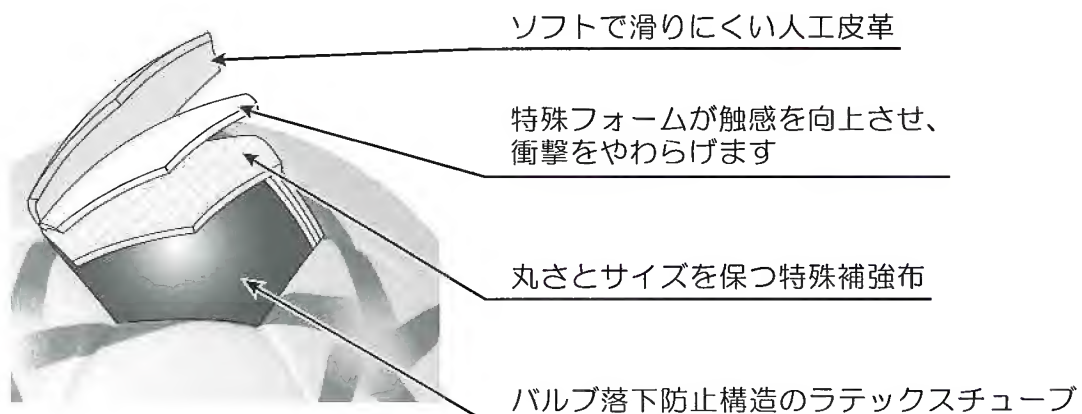 ソフトで滑りにくい人工皮革
特殊フォームが触感を向上させ、
衝撃をやわらげます
丸さとサイズを保つ特殊補強布
バルブ落下防止構造のラテックスチューブ